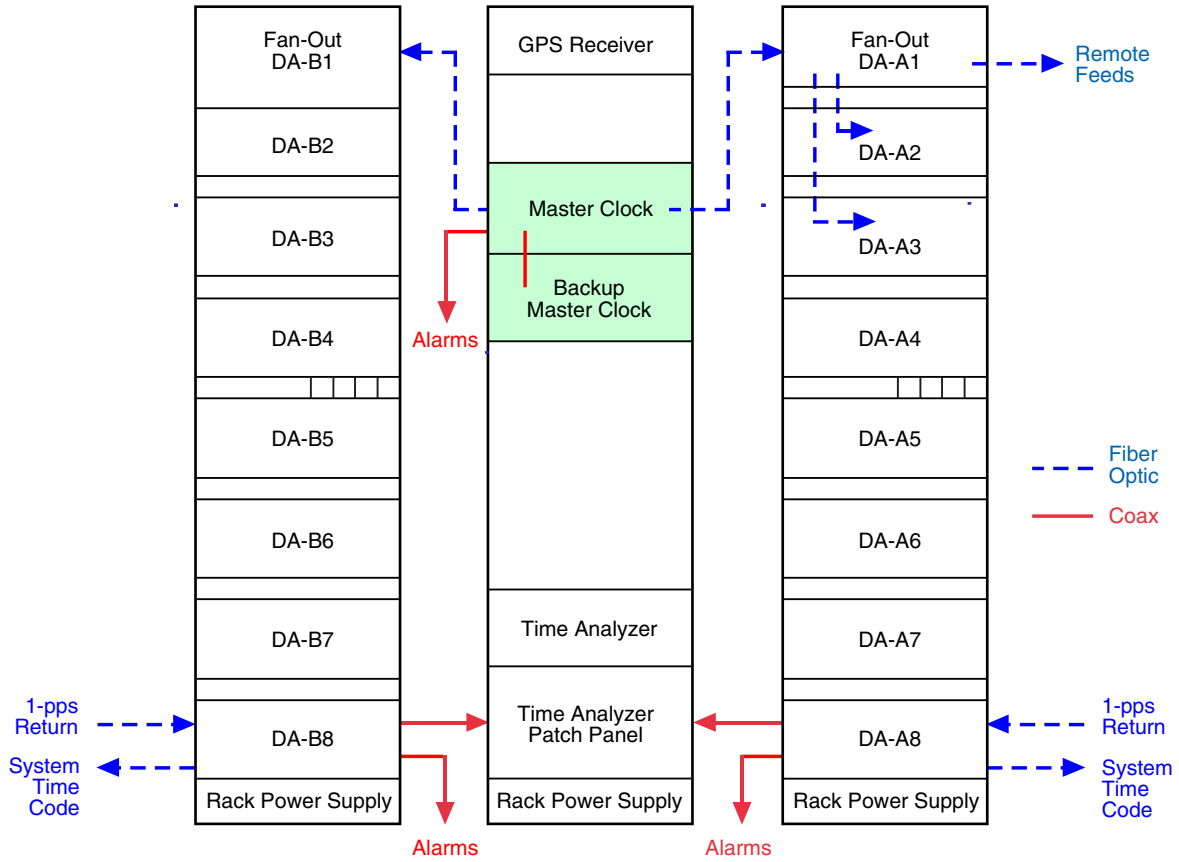 Fan-Out
DA-B1
DA-B2
DA-B3
DA-B4
DA-B5
DA-B6
DA-B7
DA-B8
Rack Power Supply
1-pps
Return
System
Time
Code
GPS Receiver
Master Clock
Backup
Master Clock
Alarms
Time Analyzer
Time Analyzer
Patch Panel
Rack Power Supply
Alarms
Alarms
Fan-Out
DA-A1
DA-A2
DA-A3
DA-A4
DA-A5
DA-A6
DA-A7
DA-A8
Rack Power Supply
Remote
Feeds
Fiber
Optic
Coax
1-pps
Return
System
Time
Code